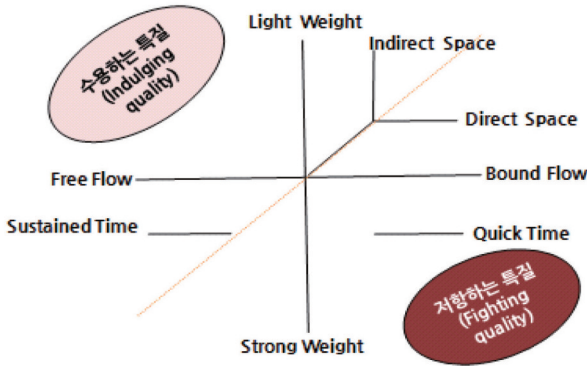 Light Weight
수용하는 특질
(Indulging
quality)
Indirect Space
Direct Space
Free Flow
Bound Flow
Sustained Time
Quick Time
저항하는 특질
(Fighting
quality)
Strong Weight